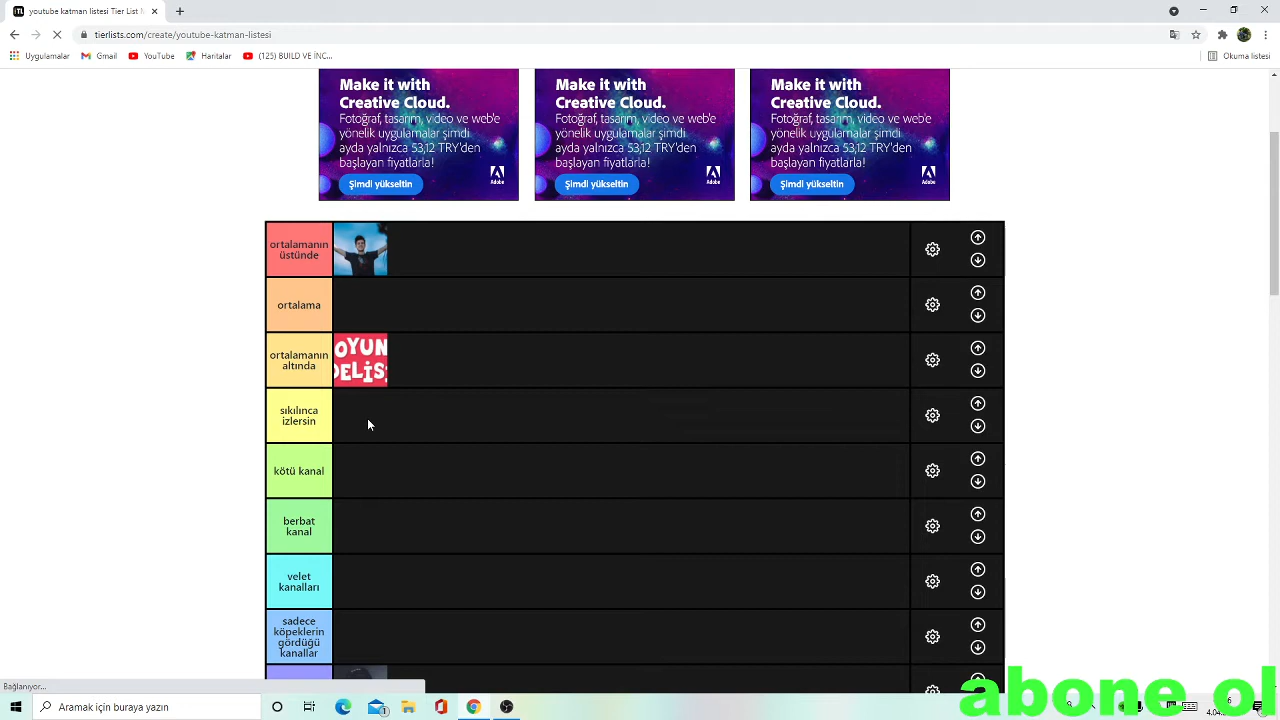 youtube katman listesi Tier List M
tierlists.com/create/youtube-katman-listesi
Uygulamalar
Gmail
YouTube
Haritalar
(125) BUILD VE İNC...
Okuma listesi
Make it with
Creative Cloud.
Fotoğraf, tasarım, video ve web'e
yönelik uygulamalar şimdi
ayda yalnızca 53,12 TRY'den
başlayan fiyatlarla!
Şimdi yükseltin
Adobe
Make it with
Creative Cloud.
Fotoğraf, tasarım, video ve web'e
yönelik uygulamalar şimdi
ayda yalnızca 53,12 TRY'den
başlayan fiyatlarla!
Şimdi yükseltin
Adobe
Make it with
Creative Cloud.
Fotoğraf, tasarım, video ve web'e
yönelik uygulamalar şimdi
ayda yalnızca 53,12 TRY'den
başlayan fiyatlarla!
Şimdi yükseltin
Adobe
ortalamanın
üstünde
ortalama
ortalamanın
altında
OYUN
DELİSİ
sıkılınca
izlersin
kötü kanal
berbat
kanal
velet
kanalları
sadece
köpeklerin
gördüğü
kanallar
Bağlanıyor...
Aramak için buraya yazın
abone ol